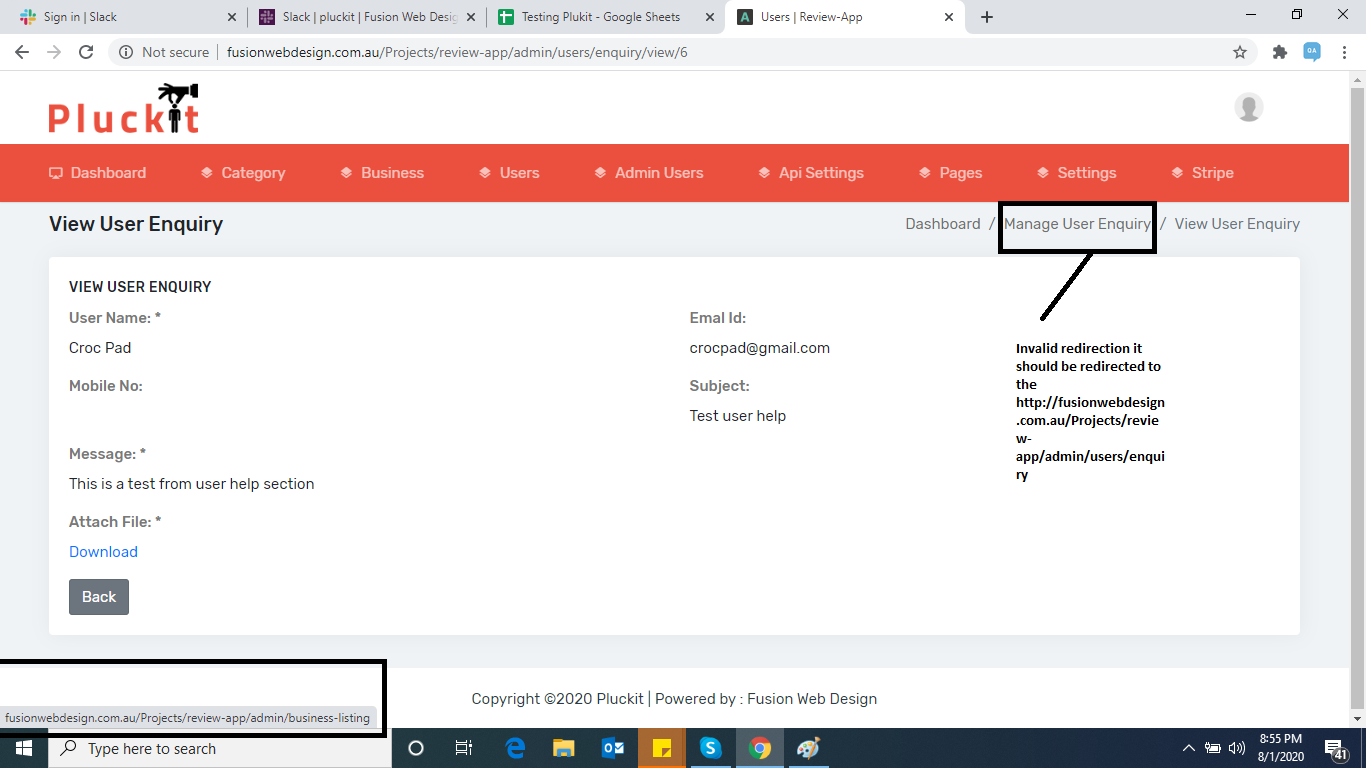 Sign in | Slack
Slack | pluckit | Fusion Web Desig
Testing Plukit - Google Sheets
Users | Review-App
Not secure
fusionwebdesign.com.au/Projects/review-app/admin/users/enquiry/view/6
Pluckit
Dashboard
Category
Business
Users
Admin Users
Api Settings
Pages
Settings
Stripe
View User Enquiry
Dashboard / Manage User Enquiry / View User Enquiry
VIEW USER ENQUIRY
User Name: *
Emal Id:
Croc Pad
crocpad@gmail.com
Mobile No:
Subject:
Test user help
Message: *
This is a test from user help section
Attach File: *
Download
Back
Invalid redirection it
should be redirected to
the
http://fusionwebdesign
.com.au/Projects/revie
w-
app/admin/users/enqui
ry
Copyright ©2020 Pluckit | Powered by : Fusion Web Design
fusionwebdesign.com.au/Projects/review-app/admin/business-listing
Type here to search
8:55 PM
8/1/2020
41